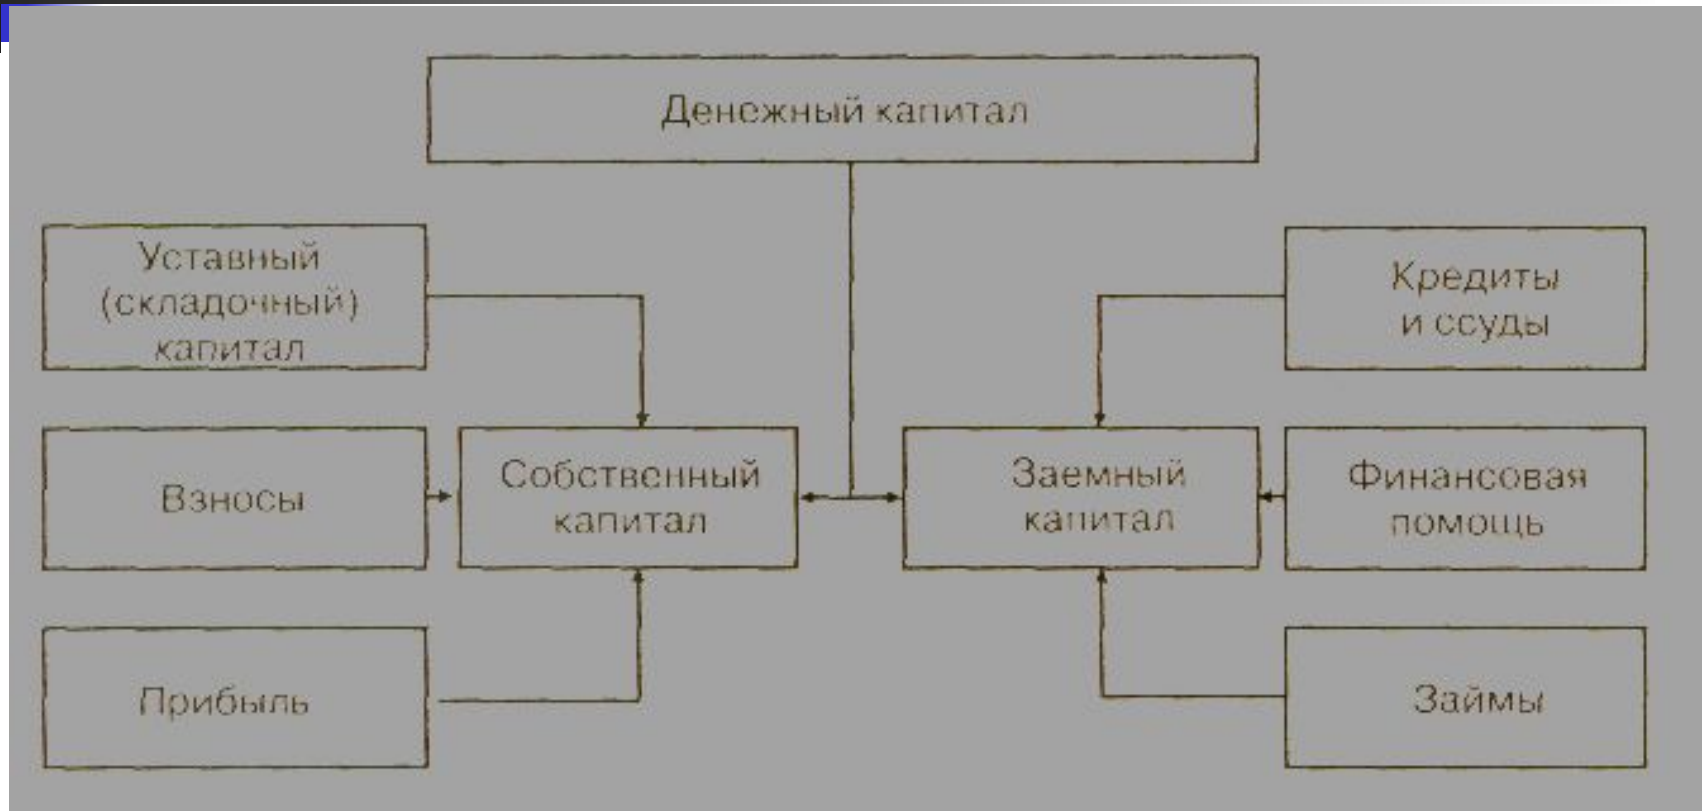 Денежный капитал
Уставный
(складочный)
капитал
Кредиты
и ссуды
Взносы
Собственный
капитал
Заемный
капитал
Финансовая
помощь
Прибыль
Займы